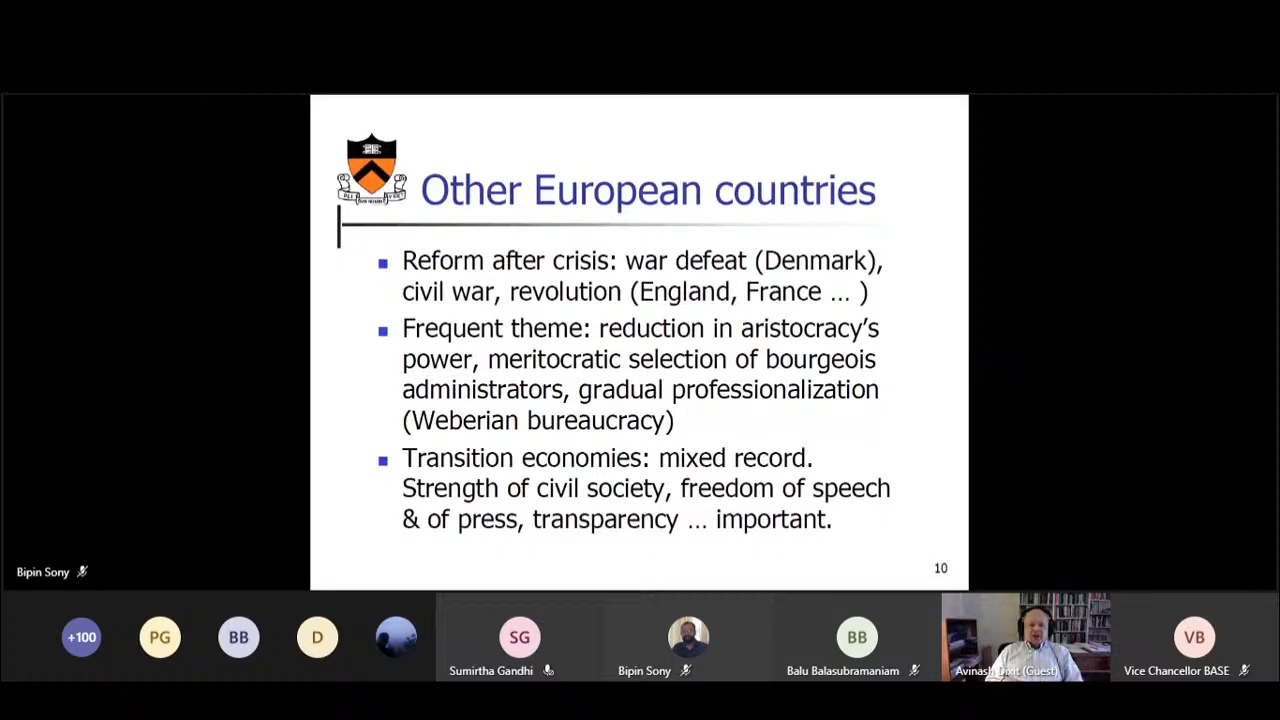 Other European countries
Reform after crisis: war defeat (Denmark),
civil war, revolution (England, France … )
Frequent theme: reduction in aristocracy’s
power, meritocratic selection of bourgeois
administrators, gradual professionalization
(Weberian bureaucracy)
Transition economies: mixed record.
Strength of civil society, freedom of speech
& of press, transparency … important.
10
Bipin Sony
+100
PG
BB
D
SG
BB
VB
Sumirtha Gandhi
Bipin Sony
Balu Balasubramaniam
Avinash Dixit (Guest)
Vice Chancellor BASE